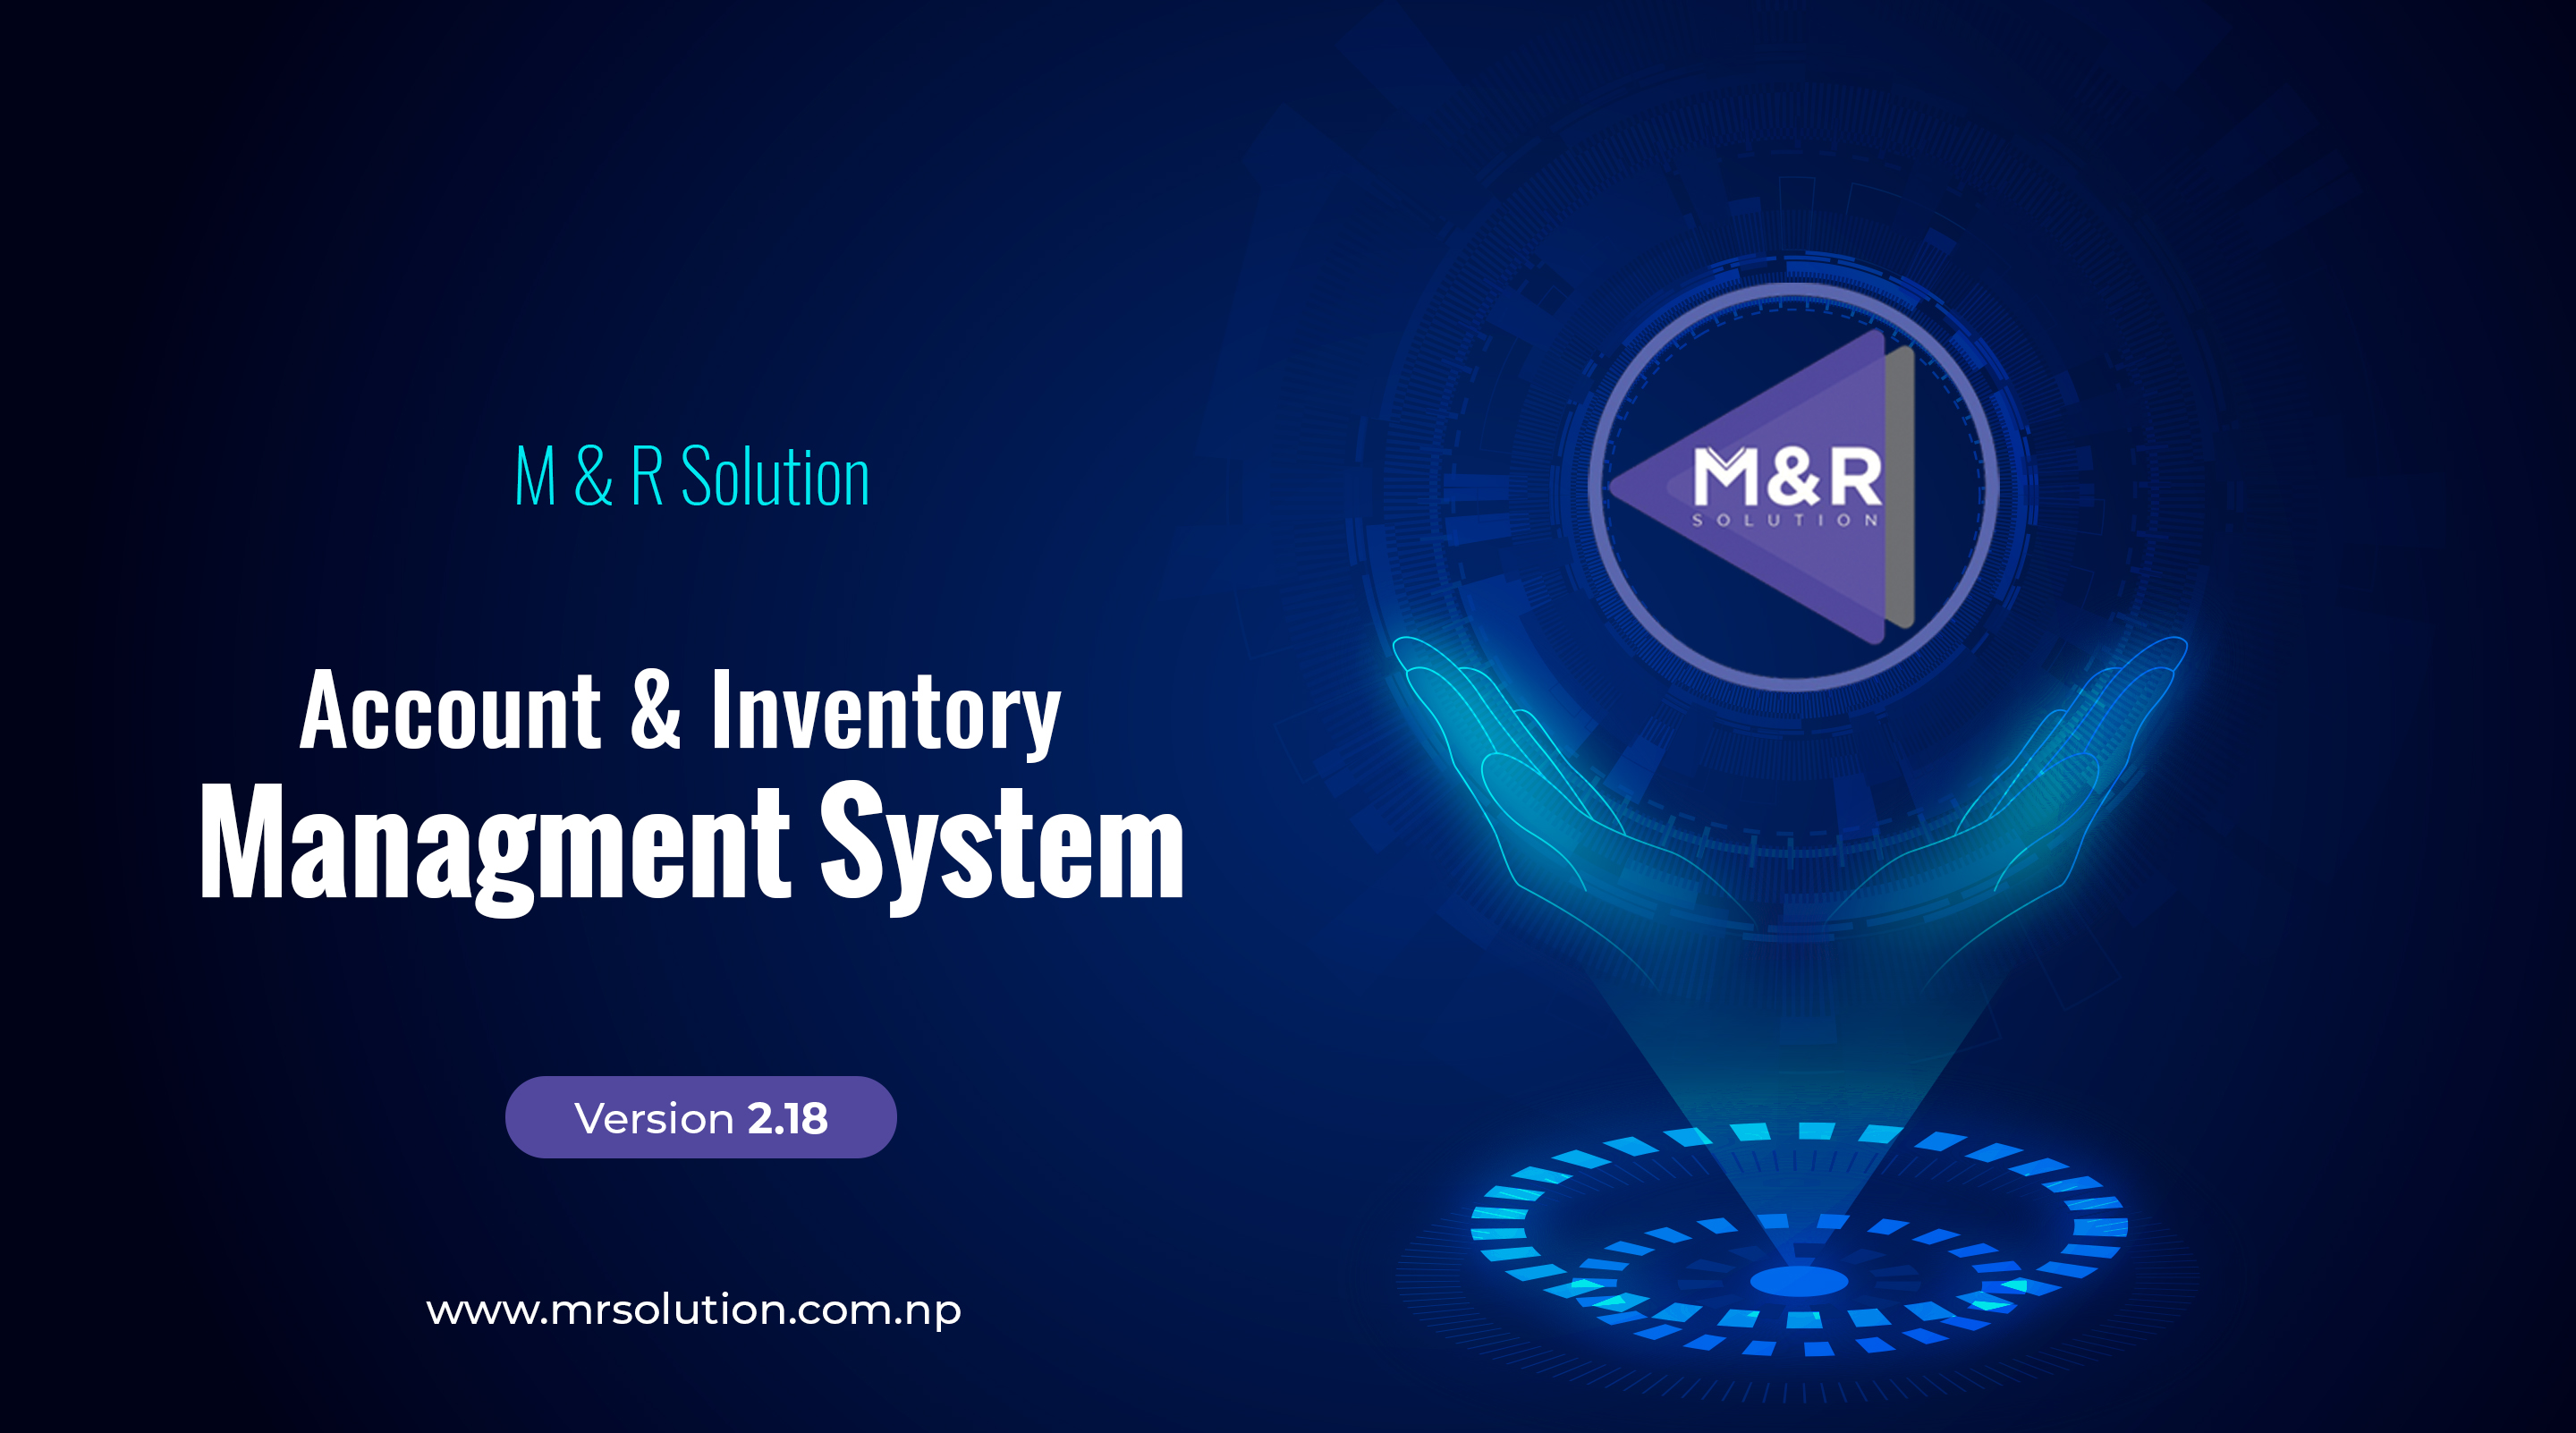 M & R Solution
Account & Inventory
Managment System
Version 2.18
www.mrsolution.com.np
M&R
SOLUTION